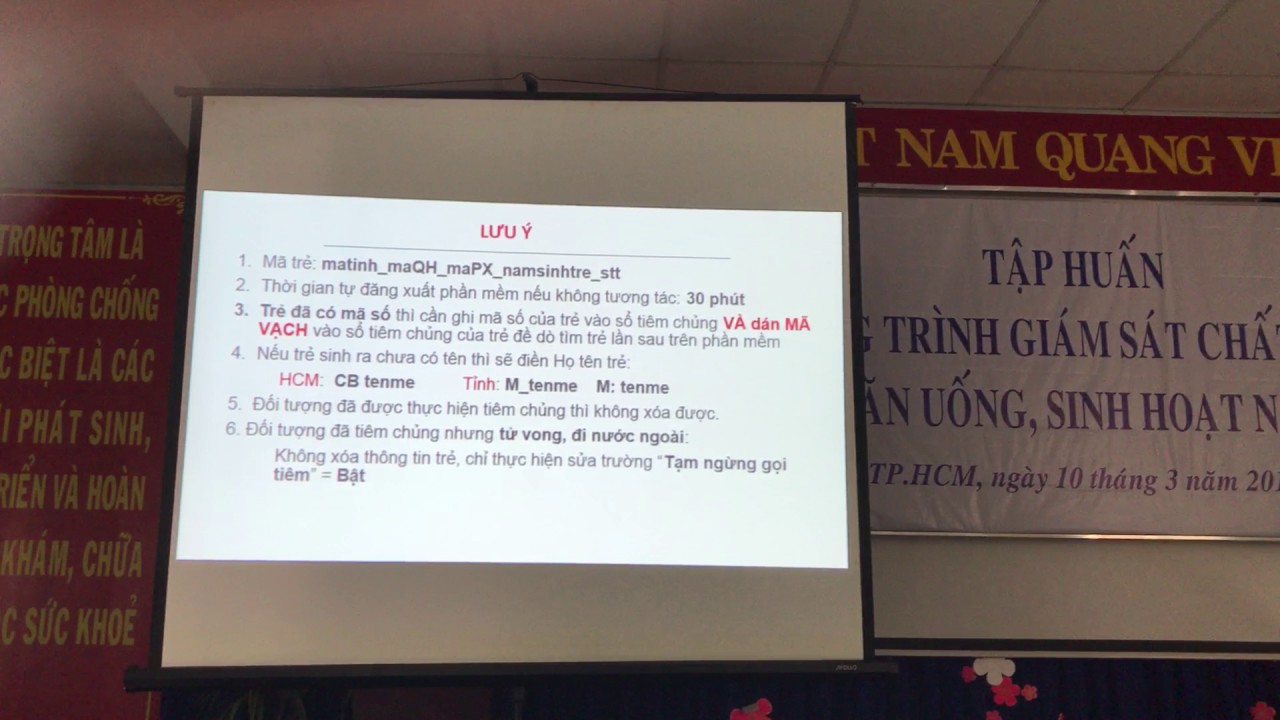 TRỌNG TÂM LÀ
C PHÒNG CHỐNG
C BIỆT LÀ CÁC
I PHÁT SINH,
RIỂN VÀ HOÀN
KHÁM, CHỮA
C SỨC KHOẺ
LƯU Ý
1. Mã trẻ: matinh_maQH_maPX_namsinhtre_stt
2. Thời gian tự đăng xuất phần mềm nếu không tương tác: 30 phút
3. Trẻ đã có mã số thì cần ghi mã số của trẻ vào sổ tiêm chủng VÀ dán MÃ
VẠCH vào sổ tiêm chủng của trẻ để dò tìm trẻ lần sau trên phần mềm
4. Nếu trẻ sinh ra chưa có tên thì sẽ điền Họ tên trẻ:
HCM: CB tenme Tỉnh: M_tenme M: tenme
5. Đối tượng đã được thực hiện tiêm chủng thì không xóa được.
6. Đối tượng đã tiêm chủng nhưng tử vong, đi nước ngoài:
Không xóa thông tin trẻ, chỉ thực hiện sửa trường "Tạm ngừng gọi
tiêm" = Bật
T NAM QUANG VI
TẬP HUẤN
G TRÌNH GIÁM SÁT CHẤT
ĂN UỐNG, SINH HOẠT N
TP.HCM, ngày 10 tháng 3 năm 201